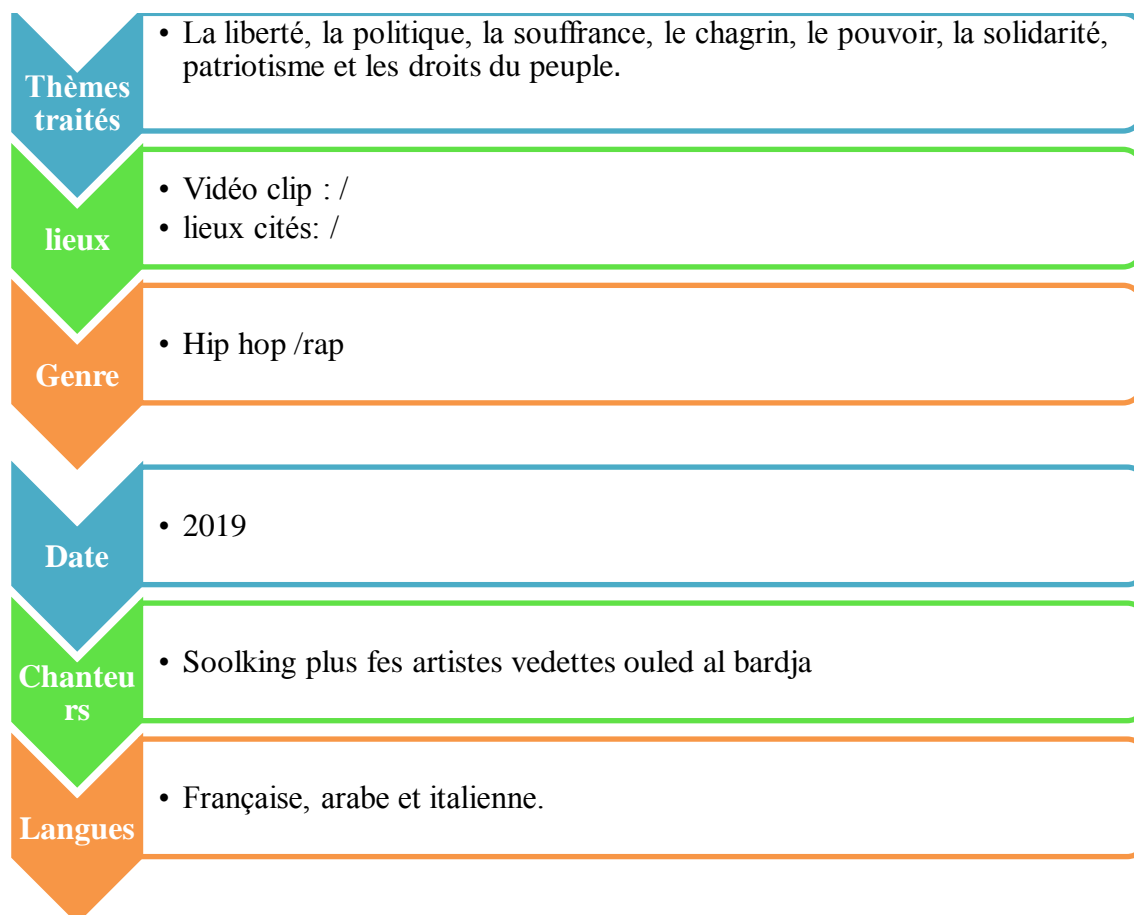 • La liberté, la politique, la souffrance, le chagrin, le pouvoir, la solidarité,
patriotisme et les droits du peuple.
Thèmes
traités
• Vidéo clip : /
• lieux cités: /
lieux
• Hip hop /rap
Genre
• 2019
Date
• Soolking plus fes artistes vedettes ouled al bardja
Chanteu
rs
• Française, arabe et italienne.
Langues